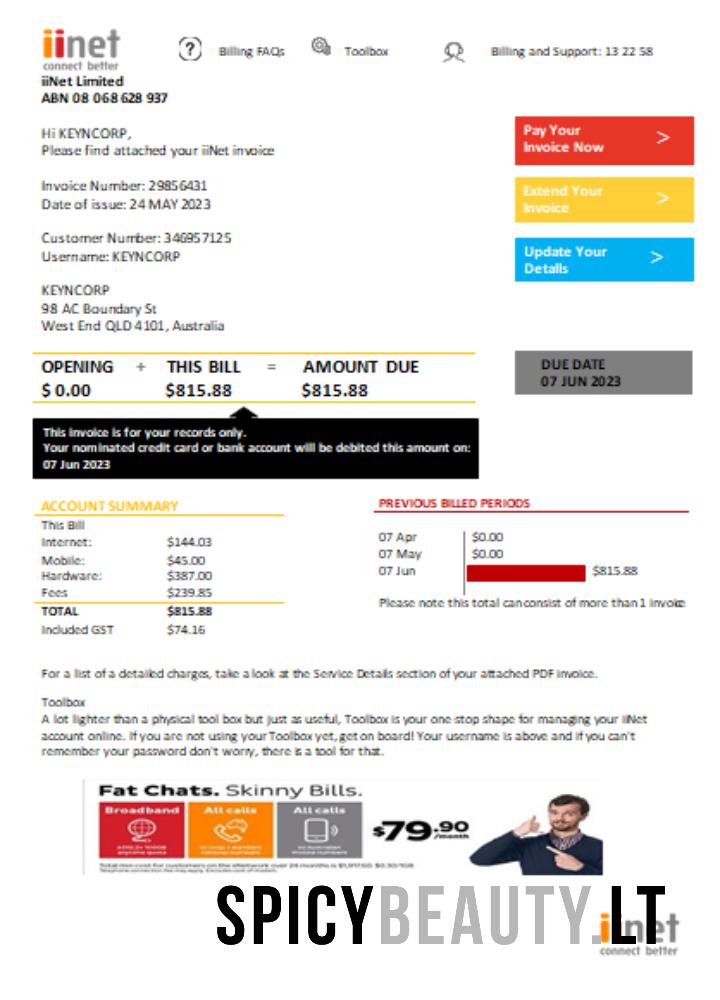 iinet
connect better
? Billing FAQs Toolbox Billing and Support: 13 22 58
iiNet Limited
ABN 08 068 628 937
Hi KEYNCORP,
Please find attached your iiNet invoice
Pay Your
Invoice Now >
Invoice Number: 29856431
Date of issue: 24 MAY 2023
Extend Your
Invoice >
Customer Number: 346957125
Username: KEYNCORP
Update Your
Details >
KEYNCORP
98 AC Boundary St
West End QLD 4101, Australia
OPENING + THIS BILL = AMOUNT DUE
$ 0.00 $815.88 $815.88
DUE DATE
07 JUN 2023
This invoice is for your records only.
Your nominated credit card or bank account will be debited this amount on:
07 Jun 2023
ACCOUNT SUMMARY
This Bill
Internet: $144.03
Mobile: $45.00
Hardware: $387.00
Fees $239.85
TOTAL $815.88
Included GST $74.16
PREVIOUS BILLED PERIODS
07 Apr $0.00
07 May $0.00
07 Jun $815.88
Please note this total can consist of more than 1 invoice
For a list of a detailed charges, take a look at the Service Details section of your attached PDF invoice.
Toolbox
A lot lighter than a physical tool box but just as useful, Toolbox is your one stop shape for managing your iiNet
account online. If you are not using your Toolbox yet, get on board! Your username is above and if you can't
remember your password don't worry, there is a tool for that.
Fat Chats. Skinny Bills.
Broadband All calls All calls
$79.90
/month
SPICYBEAUTY.LT
iinet
connect better